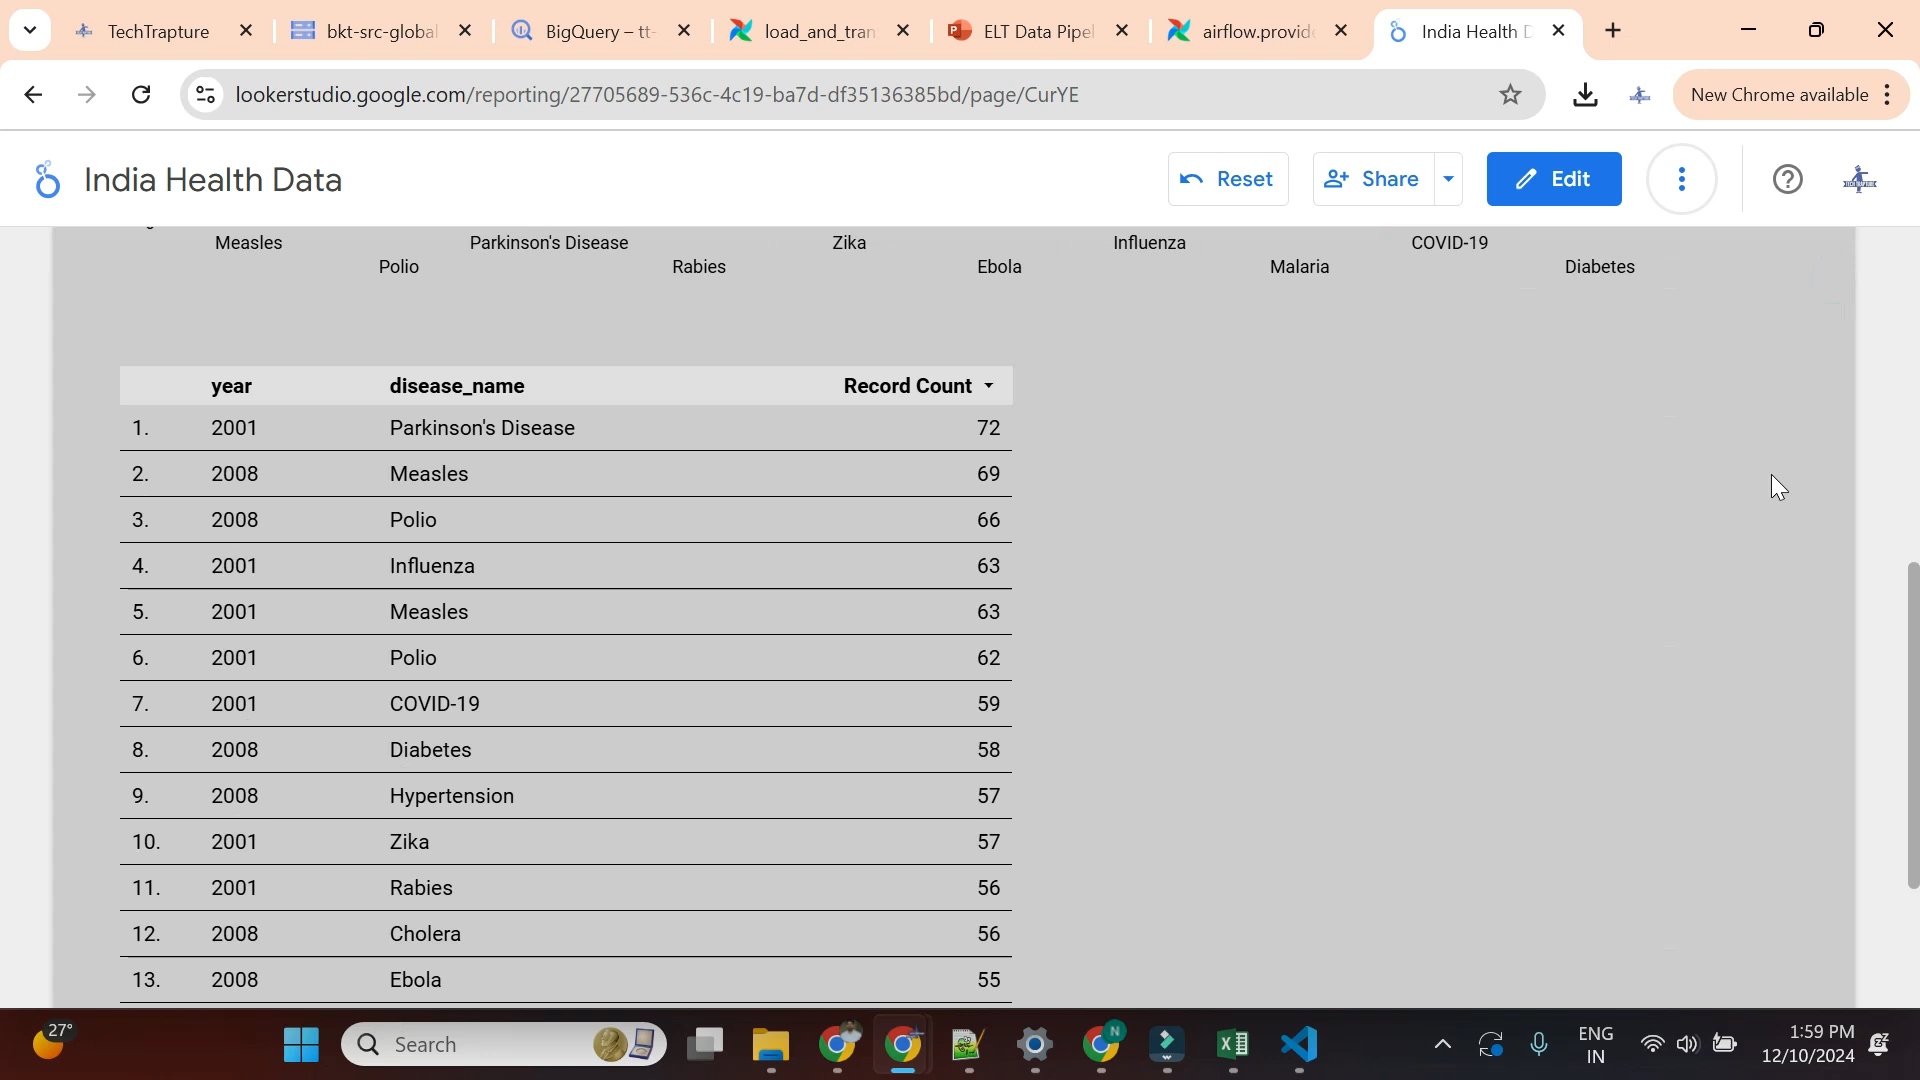 TechTrapture
bkt-src-global
BigQuery – tt-
load_and_tran
ELT Data Pipel
airflow.provide
India Health D
lookerstudio.google.com/reporting/27705689-536c-4c19-ba7d-df35136385bd/page/CurYE
New Chrome available
India Health Data
Reset
Share
Edit
Measles Parkinson's Disease Zika Influenza COVID-19
Polio Rabies Ebola Malaria Diabetes
year disease_name Record Count
1. 2001 Parkinson's Disease 72
2. 2008 Measles 69
3. 2008 Polio 66
4. 2001 Influenza 63
5. 2001 Measles 63
6. 2001 Polio 62
7. 2001 COVID-19 59
8. 2008 Diabetes 58
9. 2008 Hypertension 57
10. 2001 Zika 57
11. 2001 Rabies 56
12. 2008 Cholera 56
13. 2008 Ebola 55
27°
Search
N
ENG
IN
1:59 PM
12/10/2024